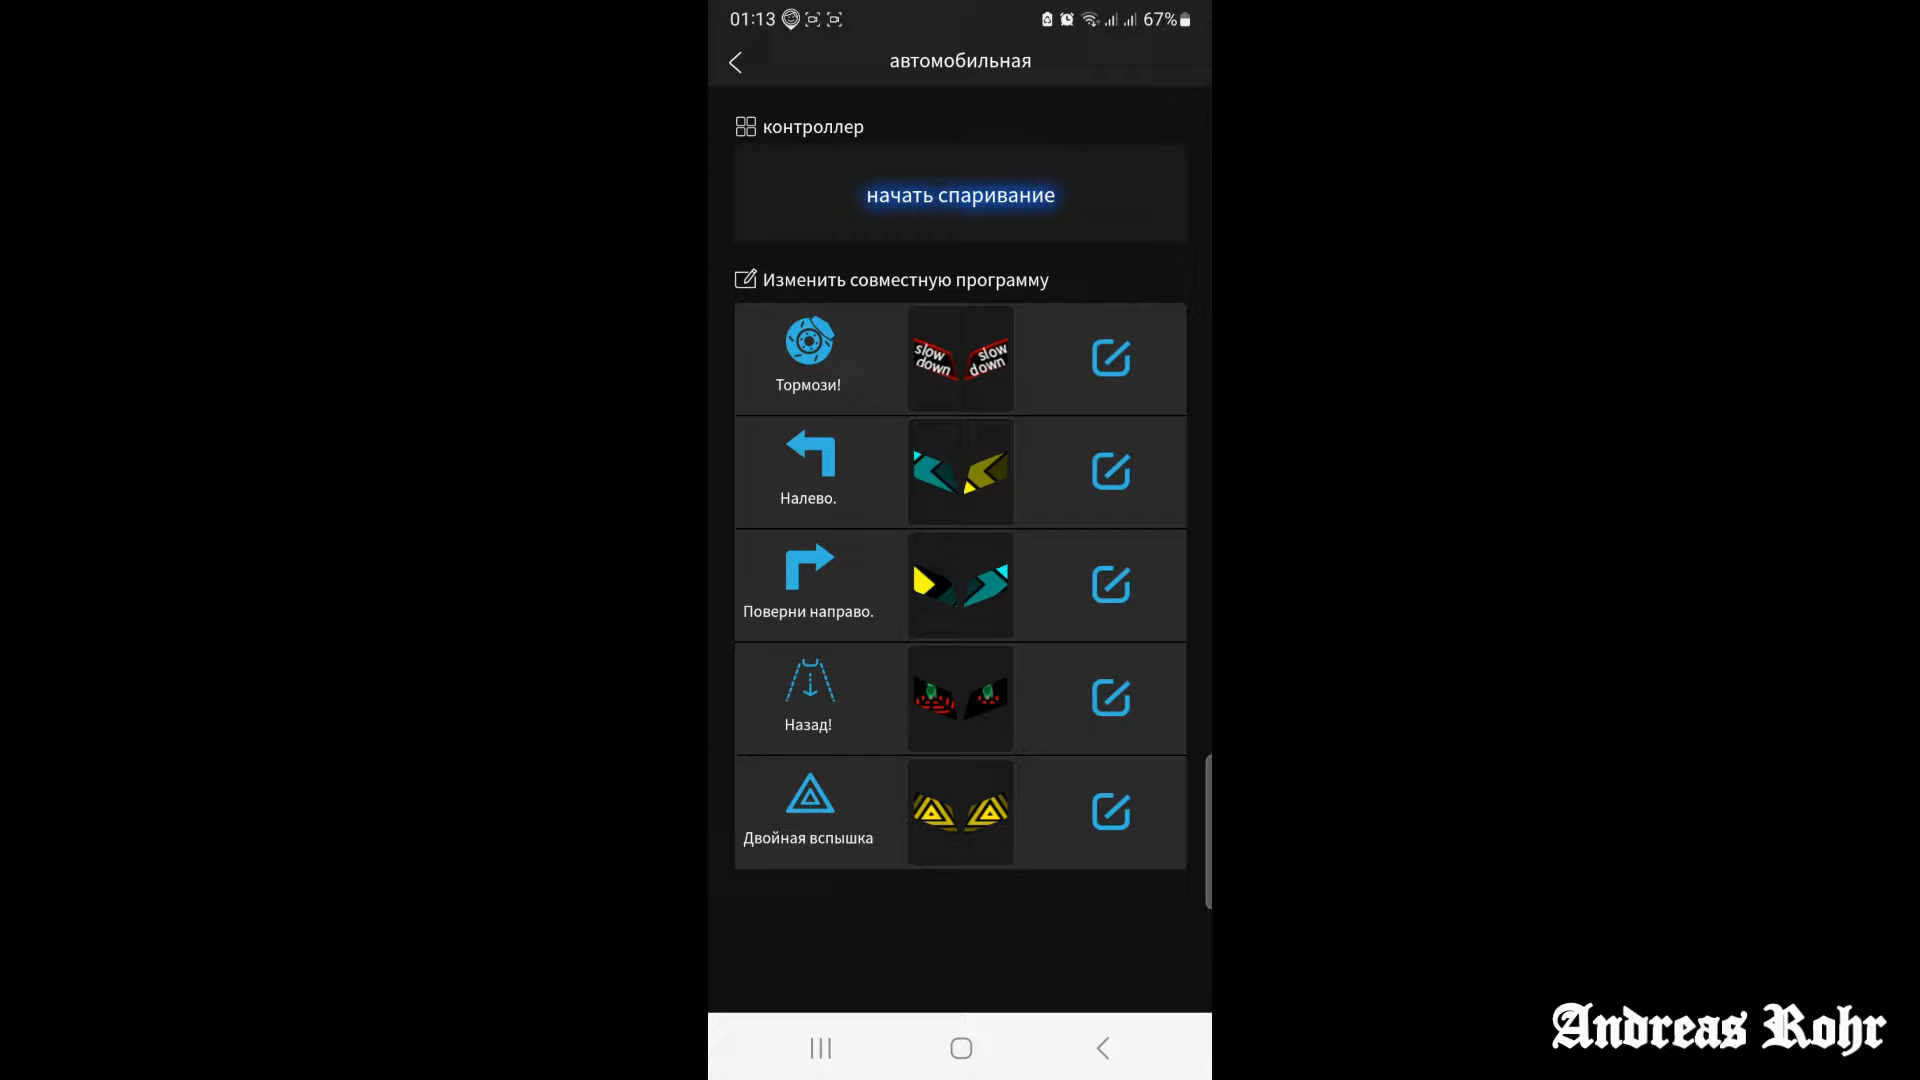 01:13
67%
автомобильная
контроллер
начать спаривание
Изменить совместную программу
Тормози!
slow down
slow down
Налево.
Поверни направо.
Назад!
Двойная вспышка
Andreas Rohr